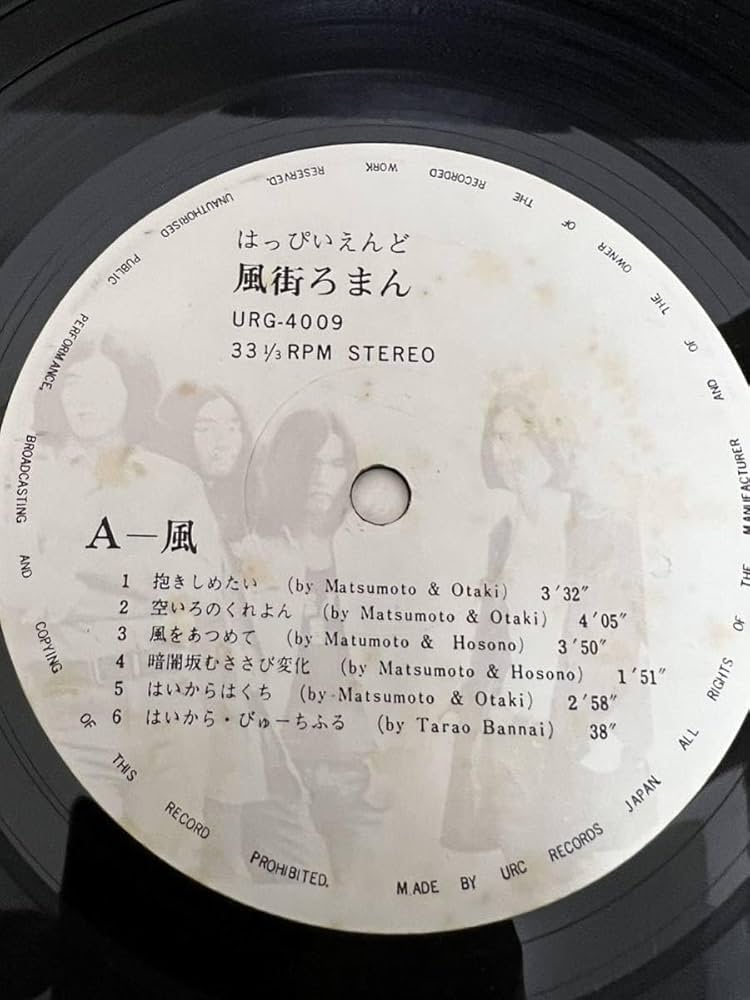 はっぴいえんど
風街ろまん
URG-4009
33 1/3 RPM STEREO
A—風
1 抱きしめたい (by Matsumoto & Otaki) 3′32″
2 空いろのくれよん (by Matsumoto & Otaki) 4′05″
3 風をあつめて (by Matumoto & Hosono) 3′50″
4 暗闇坂むささび変化 (by Matsumoto & Hosono) 1′51″
5 はいからはくち (by Matsumoto & Otaki) 2′58″
6 はいから・びゅーちふる (by Tarao Bannai) 38″
MADE BY URC RECORDS JAPAN ALL RIGHTS OF THE MANUFACTURER AND OF THE OWNER OF THE RECORDED WORK RESERVED. UNAUTHORISED PUBLIC PERFORMANCE, BROADCASTING AND COPYING OF THIS RECORD PROHIBITED.